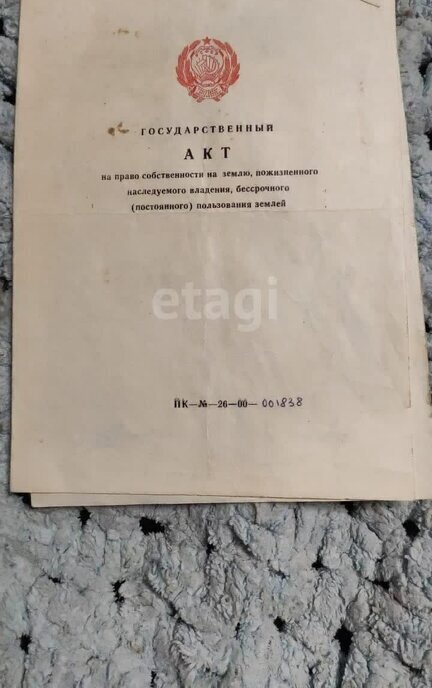 ГОСУДАРСТВЕННЫЙ
АКТ
на право собственности на землю, пожизненного
наследуемого владения, бессрочного
(постоянного) пользования землей
etagi
ПК—№—26—00— 001838